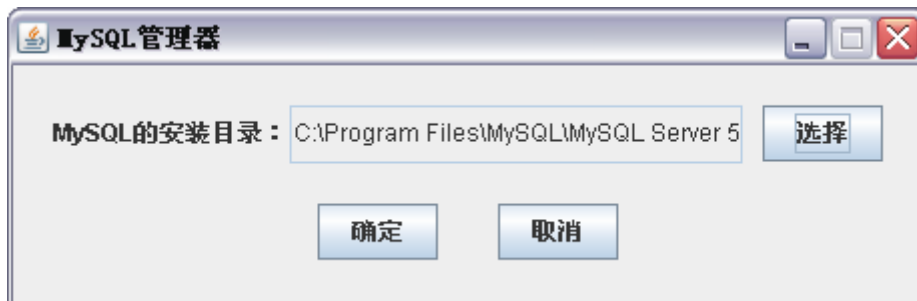 MySQL管理器
MySQL的安装目录： C:\Program Files\MySQL\MySQL Server 5 选择
确定 取消